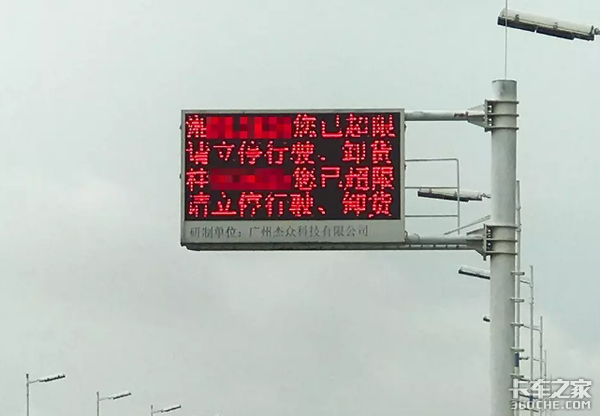 湘 您已超限
请立停行驶、卸货
桂 您已超限
请立停行驶、卸货
研制单位：广州杰众科技有限公司
卡车之家
360CHE.COM